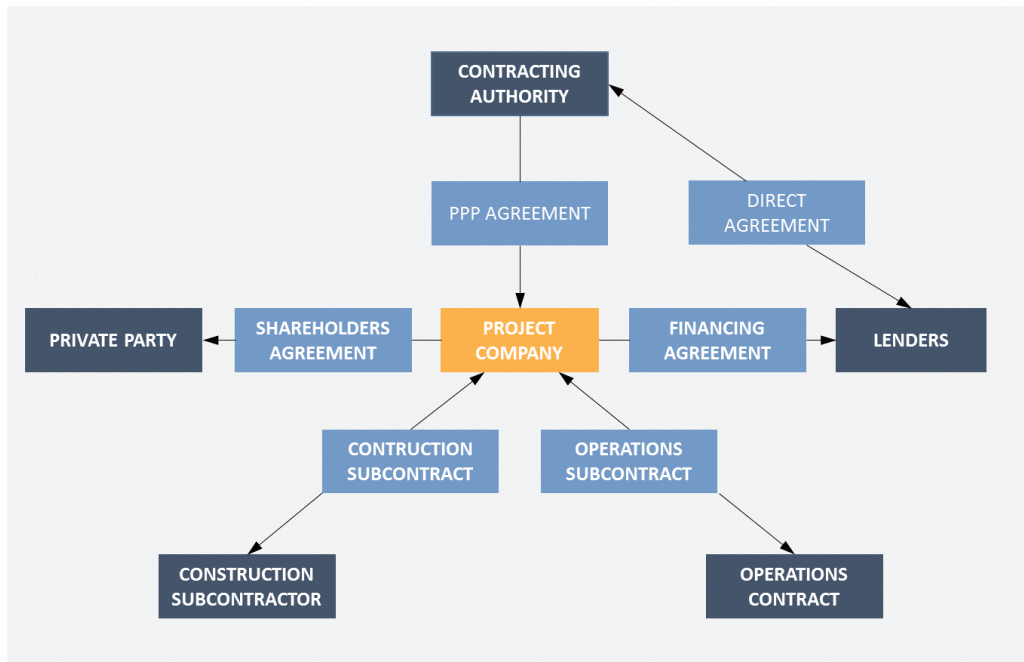 CONTRACTING
AUTHORITY
PPP AGREEMENT
DIRECT
AGREEMENT
PRIVATE PARTY
SHAREHOLDERS
AGREEMENT
PROJECT
COMPANY
FINANCING
AGREEMENT
LENDERS
CONTRUCTION
SUBCONTRACT
OPERATIONS
SUBCONTRACT
CONSTRUCTION
SUBCONTRACTOR
OPERATIONS
CONTRACT